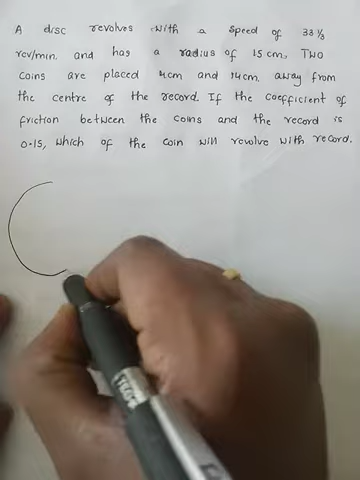 A disc revolves with a speed of 33 1/3
rev/min, and has a radius of 15 cm. Two
coins are placed 4cm and 14 cm. away from
the centre of the record. If the coefficient of
friction between the coins and the record is
0.15, which of the coin will revolve with record.